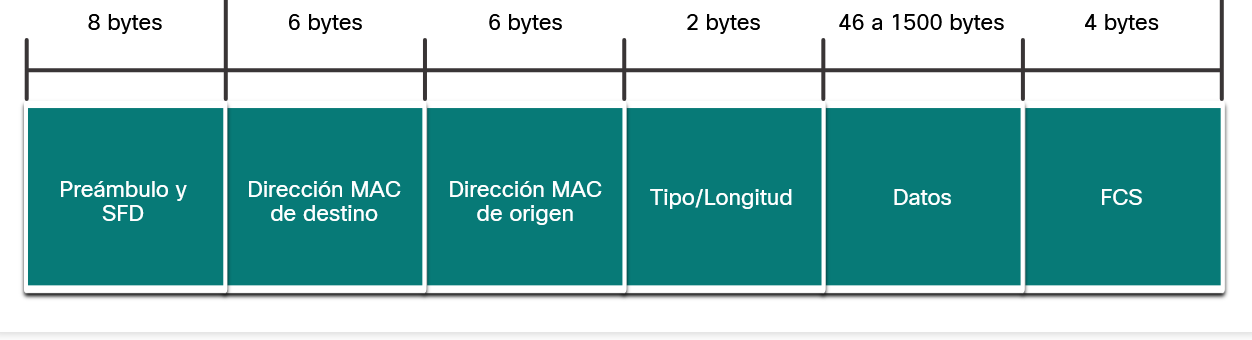 8 bytes
6 bytes
6 bytes
2 bytes
46 a 1500 bytes
4 bytes
Preámbulo y
SFD
Dirección MAC
de destino
Dirección MAC
de origen
Tipo/Longitud
Datos
FCS